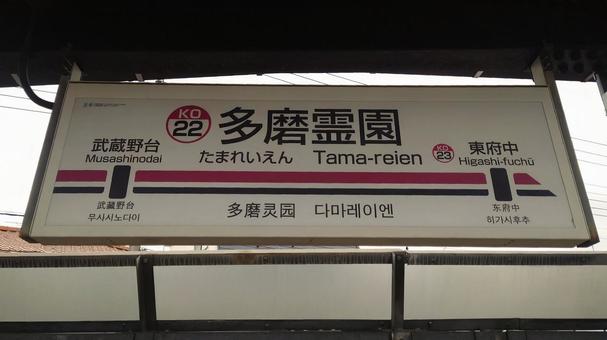 KO
22
多磨霊園
たまれいえん Tama-reien
武蔵野台
Musashinodai
KO
23
東府中
Higashi-fuchū
武藏野台
무사시노다이
多磨灵园 다마레이엔
东府中
히가시후추